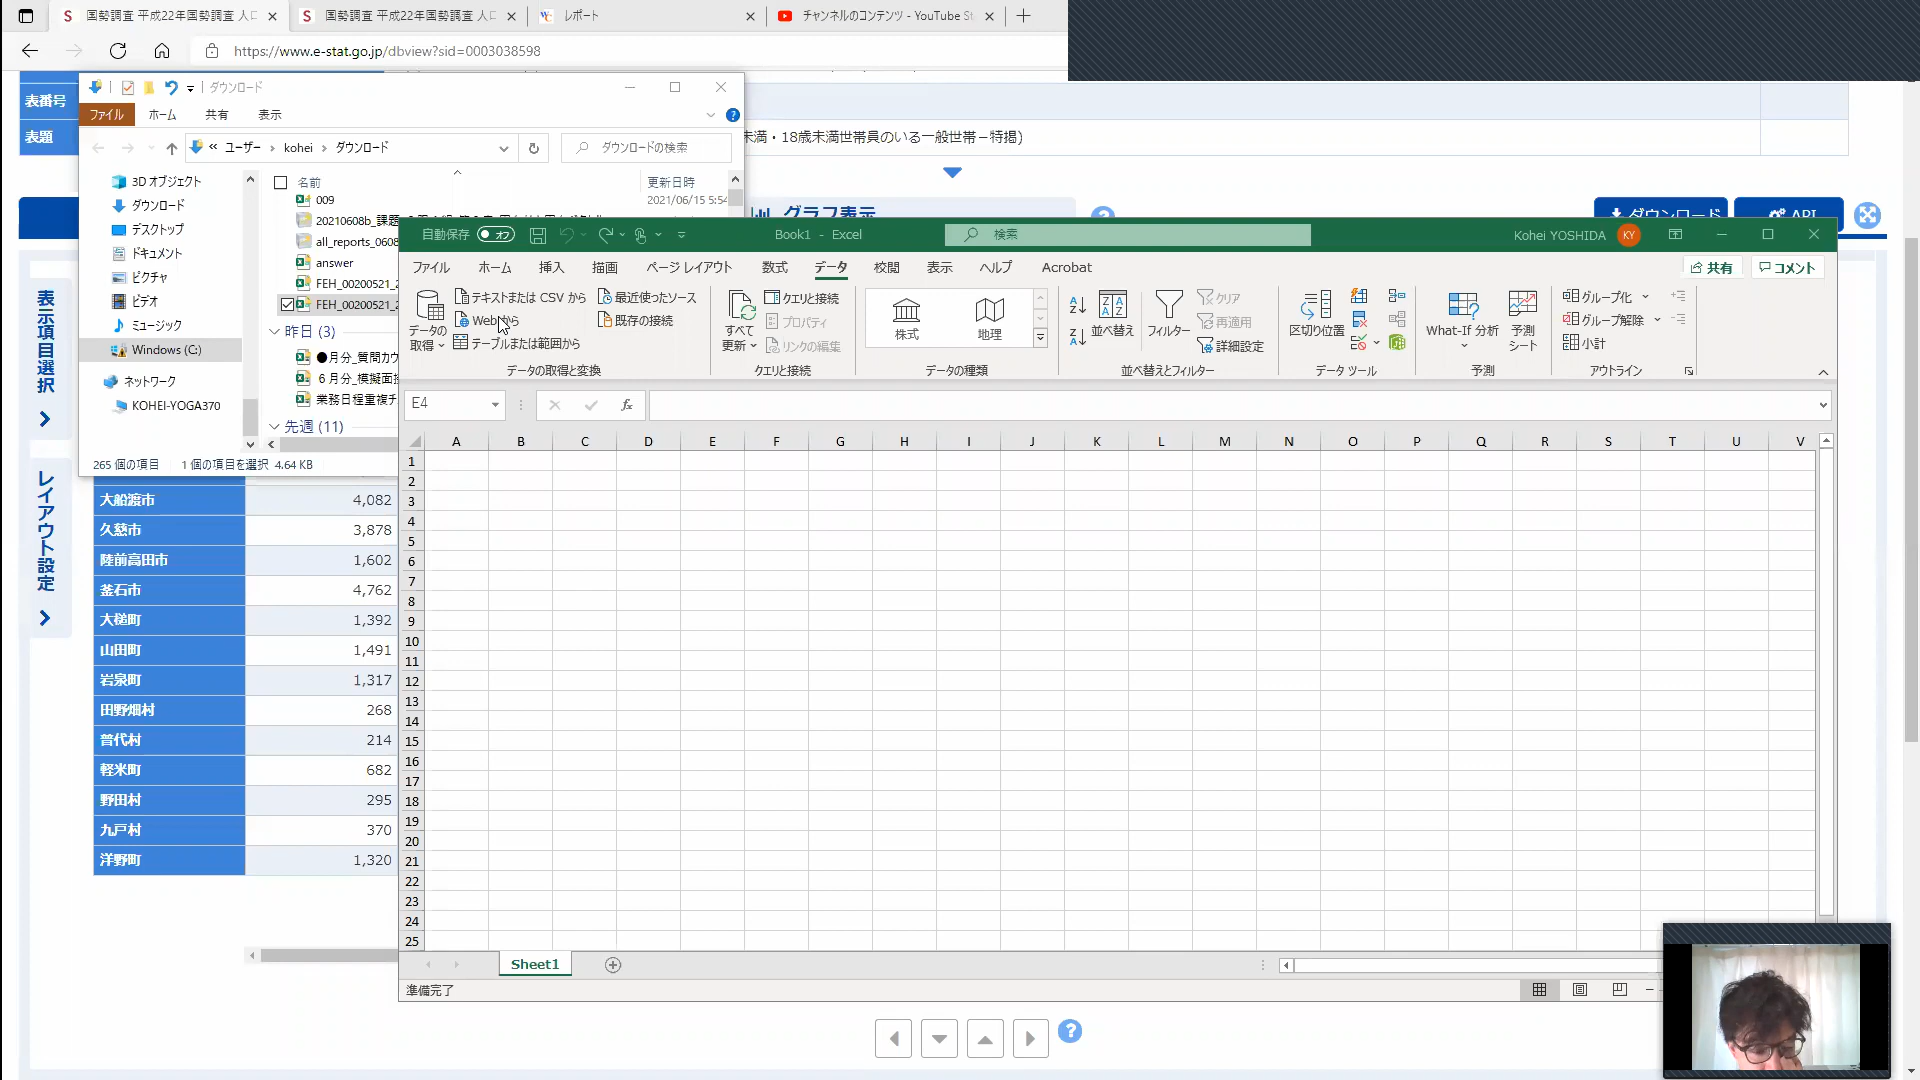 国勢調査 平成22年国勢調査 人口
国勢調査 平成22年国勢調査 人口
レポート
チャンネルのコンテンツ - YouTube St
https://www.e-stat.go.jp/dbview?sid=0003038598
表番号
表題
未満・18歳未満世帯員のいる一般世帯－特掲)
グラフ表示
ダウンロード
API
表示項目選択
レイアウト設定
ダウンロード
ファイル
ホーム
共有
表示
« ユーザー › kohei › ダウンロード
ダウンロードの検索
3D オブジェクト
ダウンロード
デスクトップ
ドキュメント
ピクチャ
ビデオ
ミュージック
Windows (C:)
ネットワーク
KOHEI-YOGA370
名前
更新日時
009
2021/06/15 5:54
20210608b_課題
all_reports_0608
answer
FEH_00200521_2
FEH_00200521_2
昨日 (3)
●月分_質問カウ
６月分_模擬面接
業務日程重複チ
先週 (11)
265 個の項目
1 個の項目を選択 4.64 KB
大船渡市 4,082
久慈市 3,878
陸前高田市 1,602
釜石市 4,762
大槌町 1,392
山田町 1,491
岩泉町 1,317
田野畑村 268
普代村 214
軽米町 682
野田村 295
九戸村 370
洋野町 1,320
自動保存 オフ
Book1 - Excel
検索
Kohei YOSHIDA
KY
ファイル
ホーム
挿入
描画
ページ レイアウト
数式
データ
校閲
表示
ヘルプ
Acrobat
共有
コメント
データの取得
テキストまたは CSV から
Web から
テーブルまたは範囲から
最近使ったソース
既存の接続
データの取得と変換
すべて更新
クエリと接続
プロパティ
リンクの編集
クエリと接続
株式
地理
データの種類
並べ替え
フィルター
クリア
再適用
詳細設定
並べ替えとフィルター
区切り位置
データ ツール
What-If 分析
予測シート
予測
グループ化
グループ解除
小計
アウトライン
E4
fx
A B C D E F G H I J K L M N O P Q R S T U V
1
2
3
4
5
6
7
8
9
10
11
12
13
14
15
16
17
18
19
20
21
22
23
24
25
Sheet1
準備完了